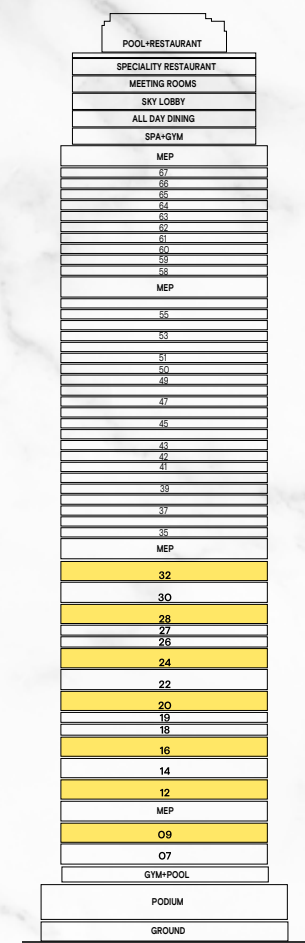 POOL+RESTAURANT
SPECIALITY RESTAURANT
MEETING ROOMS
SKY LOBBY
ALL DAY DINING
SPA+GYM
MEP
67
66
65
64
63
62
61
60
59
58
MEP
55
53
51
50
49
47
45
43
42
41
39
37
35
MEP
32
30
28
27
26
24
22
20
19
18
16
14
12
MEP
09
07
GYM+POOL
PODIUM
GROUND